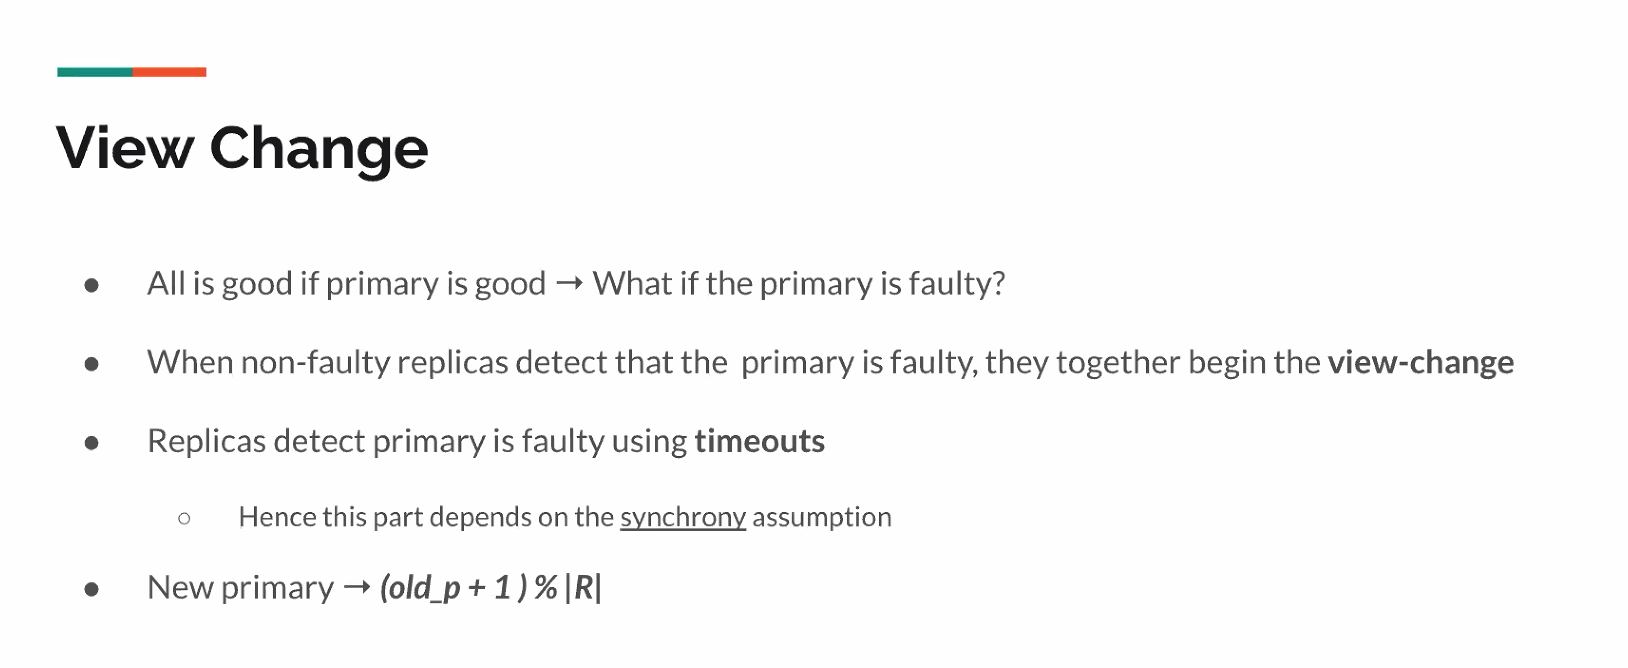 View Change
● All is good if primary is good → What if the primary is faulty?
● When non-faulty replicas detect that the primary is faulty, they together begin the view-change
● Replicas detect primary is faulty using timeouts
○ Hence this part depends on the synchrony assumption
● New primary → (old_p + 1 ) % |R|